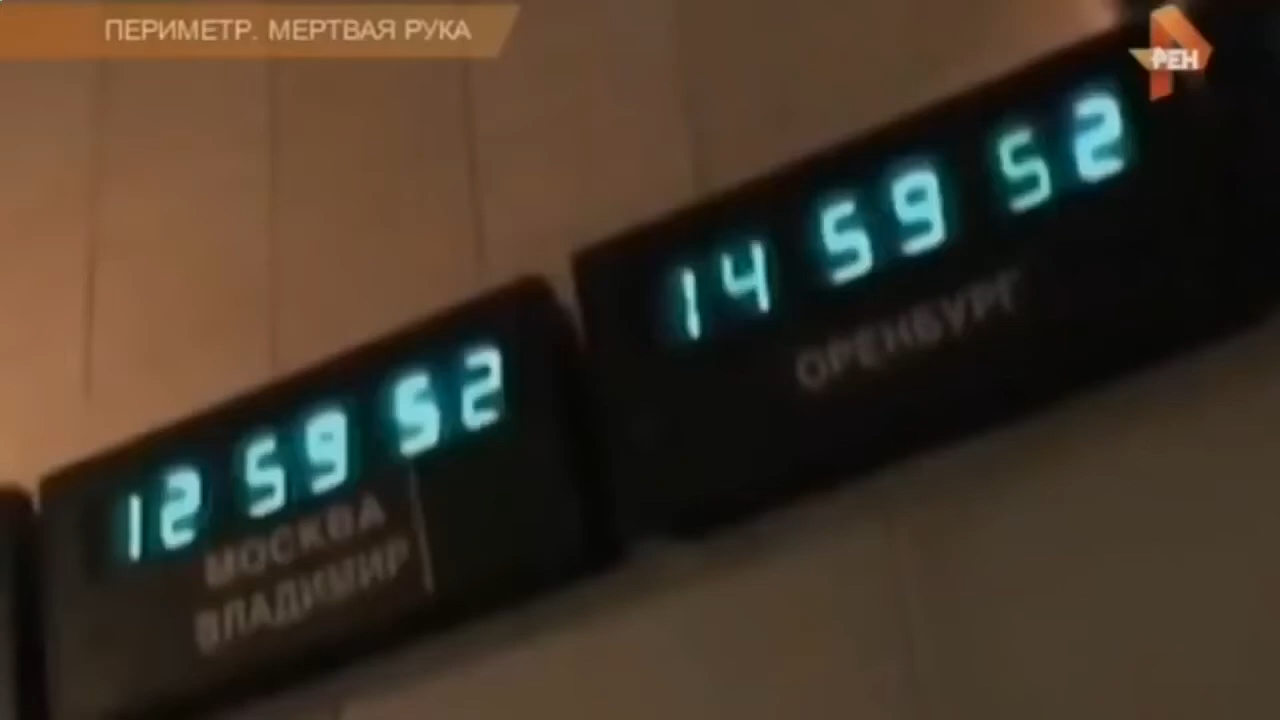 ПЕРИМЕТР. МЕРТВАЯ РУКА
РЕН
14 59 52
ОРЕНБУРГ
12 59 52
МОСКВА
ВЛАДИМИР